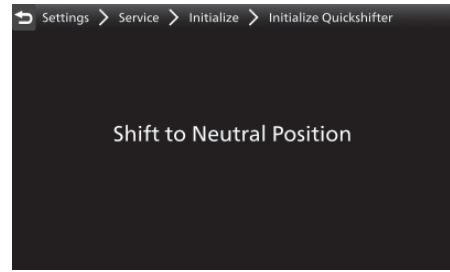 Settings > Service > Initialize > Initialize Quickshifter
Shift to Neutral Position